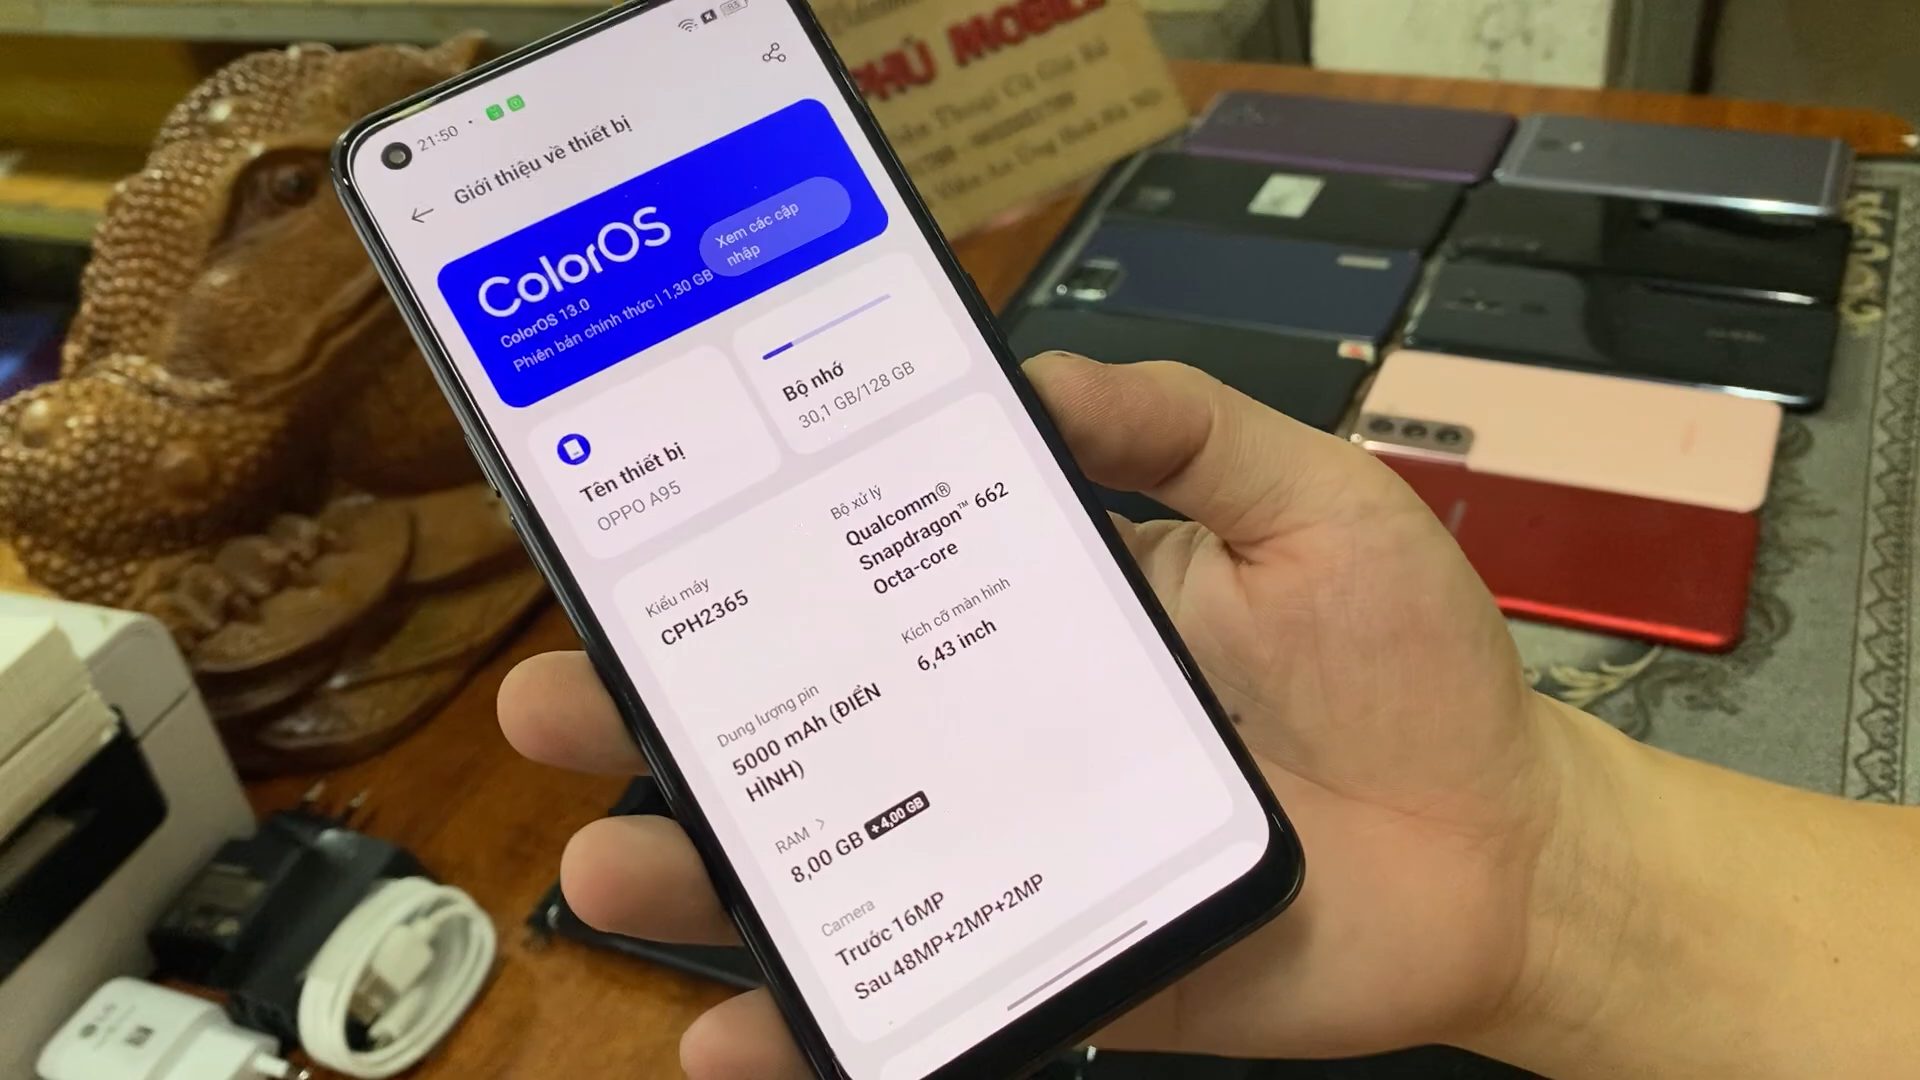 21:50
Giới thiệu về thiết bị
ColorOS
ColorOS 13.0
Phiên bản chính thức | 1,30 GB
Xem các cập
nhập
Tên thiết bị
OPPO A95
Bộ nhớ
30,1 GB/128 GB
Kiểu máy
CPH2365
Bộ xử lý
Qualcomm®
Snapdragon™ 662
Octa-core
Dung lượng pin
5000 mAh (ĐIỂN
HÌNH)
Kích cỡ màn hình
6,43 inch
RAM
8,00 GB +4,00 GB
Camera
Trước 16MP
Sau 48MP+2MP+2MP
PHÚ MOBILE